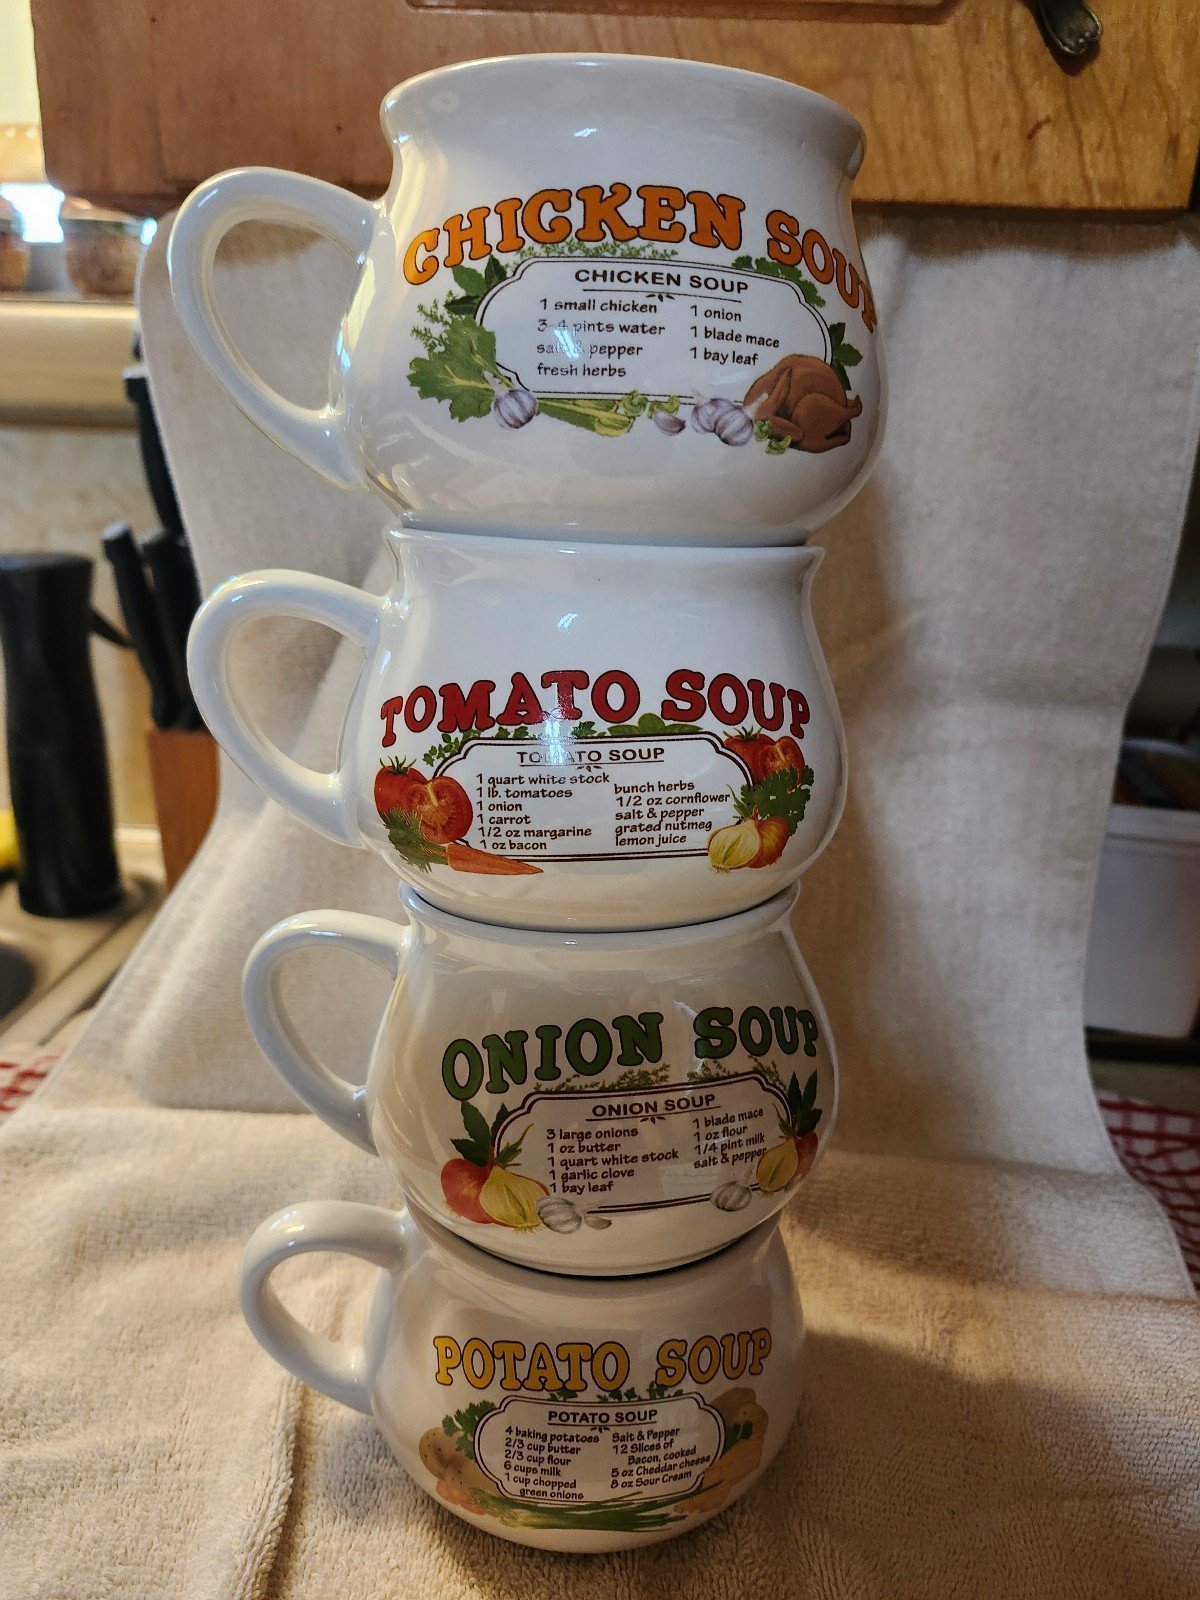 CHICKEN SOUP
CHICKEN SOUP
1 small chicken
3-4 pints water
salt & pepper
fresh herbs
1 onion
1 blade mace
1 bay leaf
TOMATO SOUP
TOMATO SOUP
1 quart white stock
1 lb. tomatoes
1 onion
1 carrot
1/2 oz margarine
1 oz bacon
bunch herbs
1/2 oz cornflower
salt & pepper
grated nutmeg
lemon juice
ONION SOUP
ONION SOUP
3 large onions
1 oz butter
1 quart white stock
1 garlic clove
1 bay leaf
1 blade mace
1 oz flour
1/4 pint milk
salt & pepper
POTATO SOUP
POTATO SOUP
4 baking potatoes
2/3 cup butter
2/3 cup flour
6 cups milk
1 cup chopped
green onions
Salt & Pepper
12 Slices of
Bacon, cooked
5 oz Cheddar cheese
8 oz Sour Cream